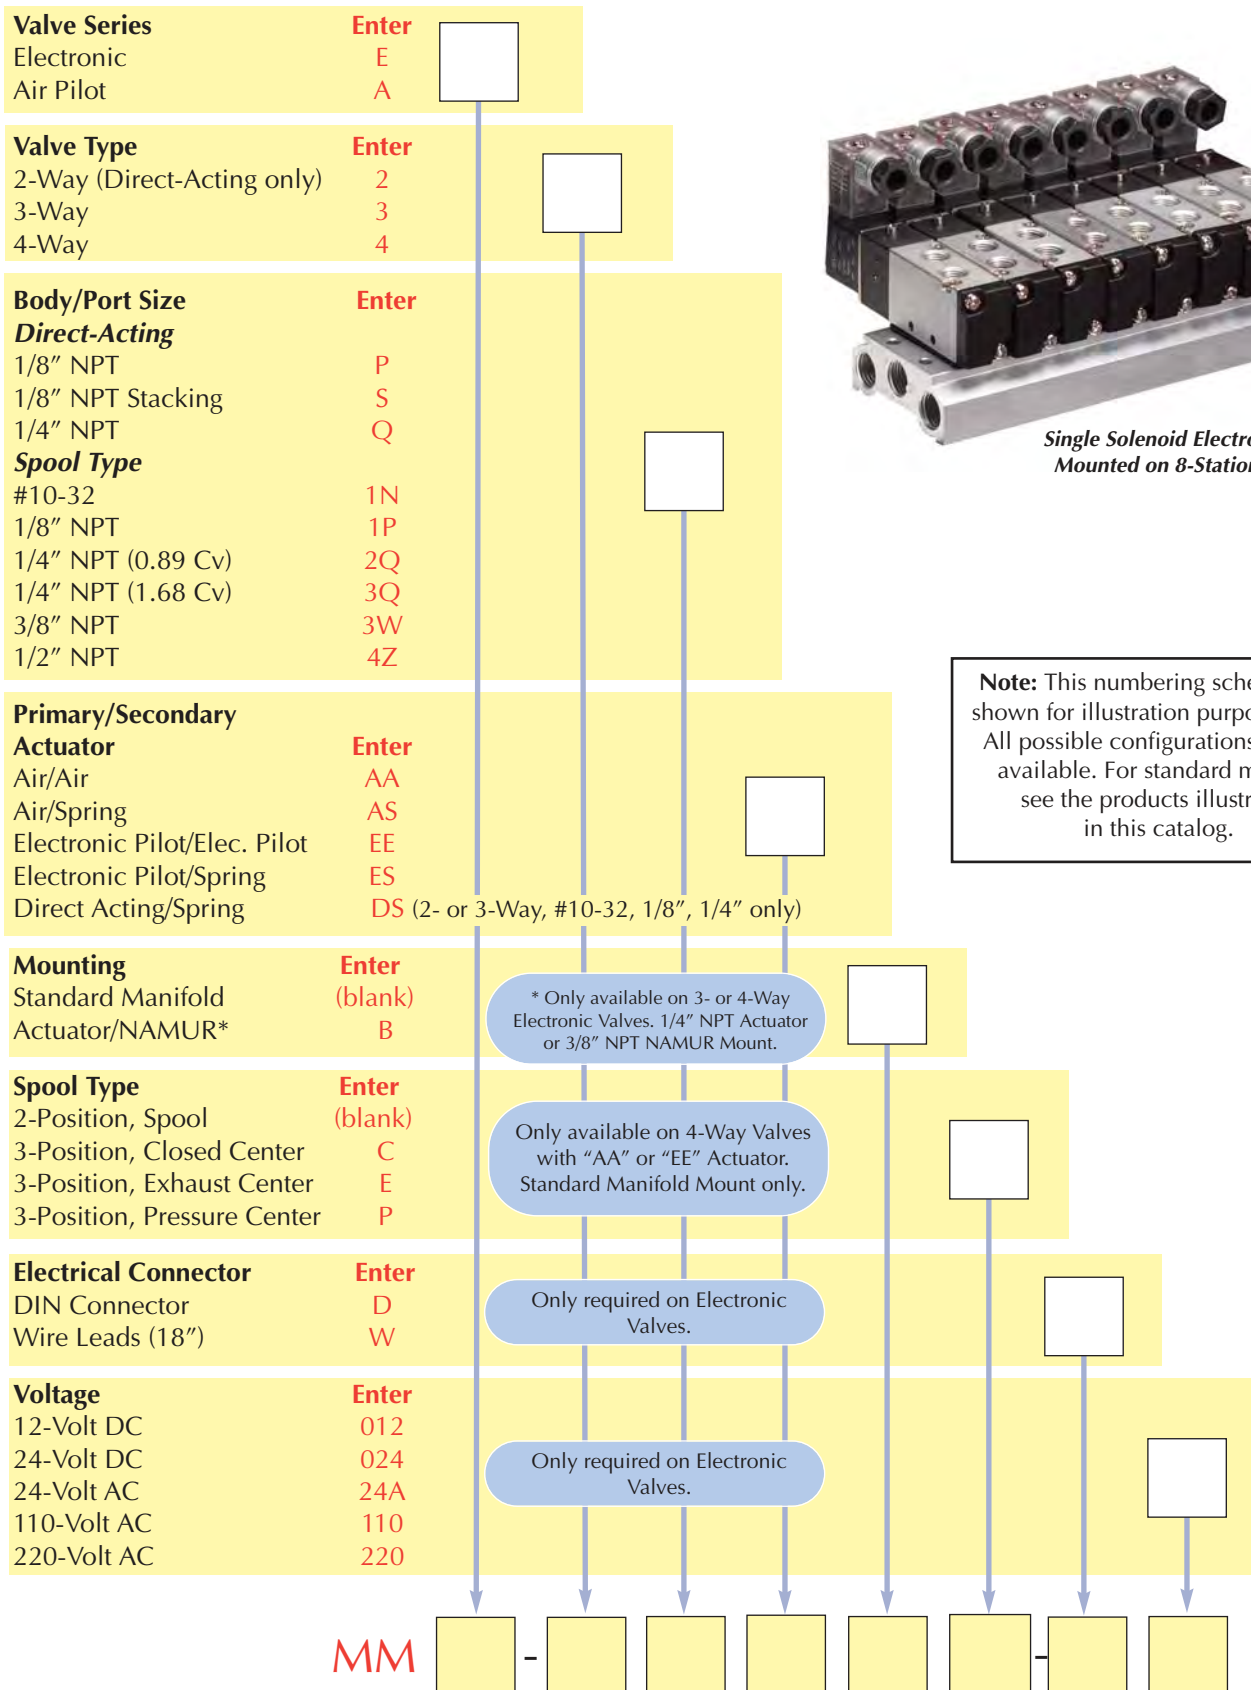 Valve Series Enter
Electronic E
Air Pilot A
Valve Type Enter
2-Way (Direct-Acting only) 2
3-Way 3
4-Way 4
Body/Port Size Enter
Direct-Acting
1/8" NPT P
1/8" NPT Stacking S
1/4" NPT Q
Spool Type
#10-32 1N
1/8" NPT 1P
1/4" NPT (0.89 Cv) 2Q
1/4" NPT (1.68 Cv) 3Q
3/8" NPT 3W
1/2" NPT 4Z
Single Solenoid Electro
Mounted on 8-Station
Note: This numbering sche
shown for illustration purpo
All possible configurations
available. For standard m
see the products illustr
in this catalog.
Primary/Secondary
Actuator Enter
Air/Air AA
Air/Spring AS
Electronic Pilot/Elec. Pilot EE
Electronic Pilot/Spring ES
Direct Acting/Spring DS (2- or 3-Way, #10-32, 1/8", 1/4" only)
Mounting Enter
Standard Manifold (blank)
Actuator/NAMUR* B
* Only available on 3- or 4-Way
Electronic Valves. 1/4" NPT Actuator
or 3/8" NPT NAMUR Mount.
Spool Type Enter
2-Position, Spool (blank)
3-Position, Closed Center C
3-Position, Exhaust Center E
3-Position, Pressure Center P
Only available on 4-Way Valves
with "AA" or "EE" Actuator.
Standard Manifold Mount only.
Electrical Connector Enter
DIN Connector D
Wire Leads (18") W
Only required on Electronic
Valves.
Voltage Enter
12-Volt DC 012
24-Volt DC 024
24-Volt AC 24A
110-Volt AC 110
220-Volt AC 220
Only required on Electronic
Valves.
MM - -